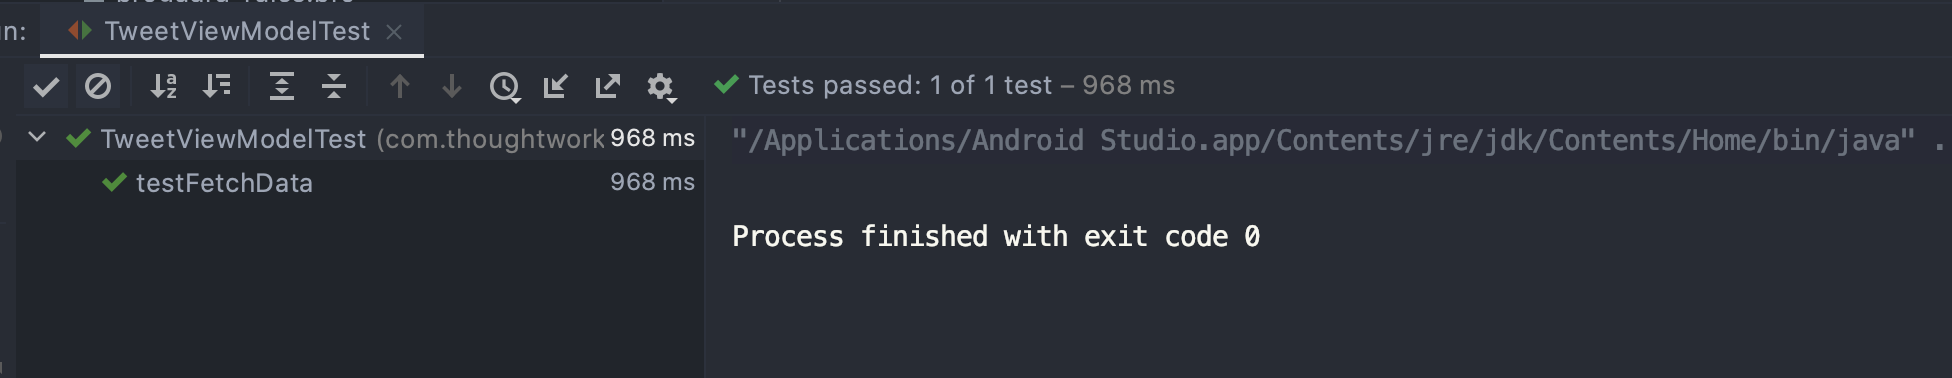 n:
TweetViewModelTest
Tests passed: 1 of 1 test – 968 ms
TweetViewModelTest (com.thoughtwork 968 ms
testFetchData 968 ms
"/Applications/Android Studio.app/Contents/jre/jdk/Contents/Home/bin/java" .
Process finished with exit code 0